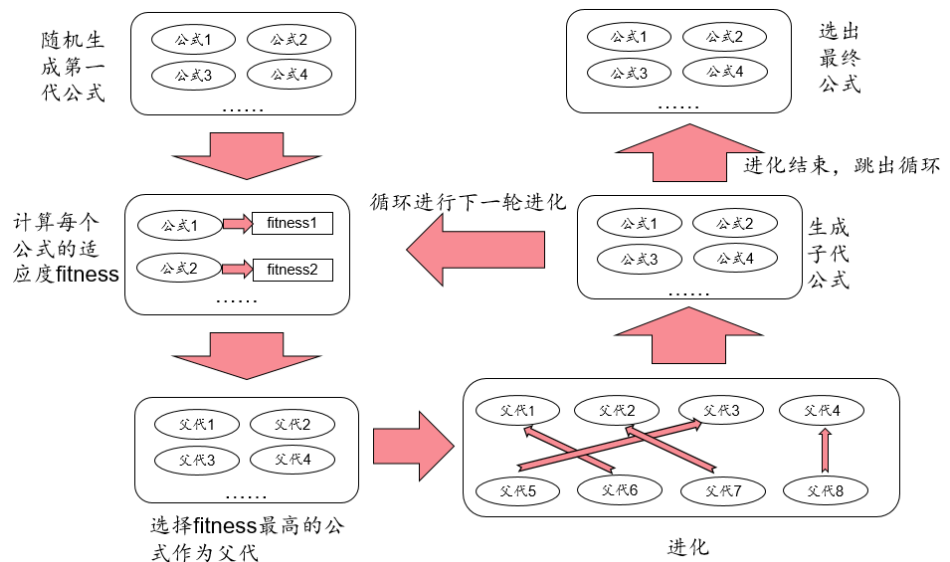 随机生
成第一
代公式
公式1
公式2
公式3
公式4
......
计算每个
公式的适
应度fitness
公式1
fitness1
公式2
fitness2
......
父代1
父代2
父代3
父代4
......
选择fitness最高的公
式作为父代
父代1
父代2
父代3
父代4
父代5
父代6
父代7
父代8
进化
公式1
公式2
公式3
公式4
......
生成
子代
公式
循环进行下一轮进化
进化结束，跳出循环
公式1
公式2
公式3
公式4
......
选出
最终
公式